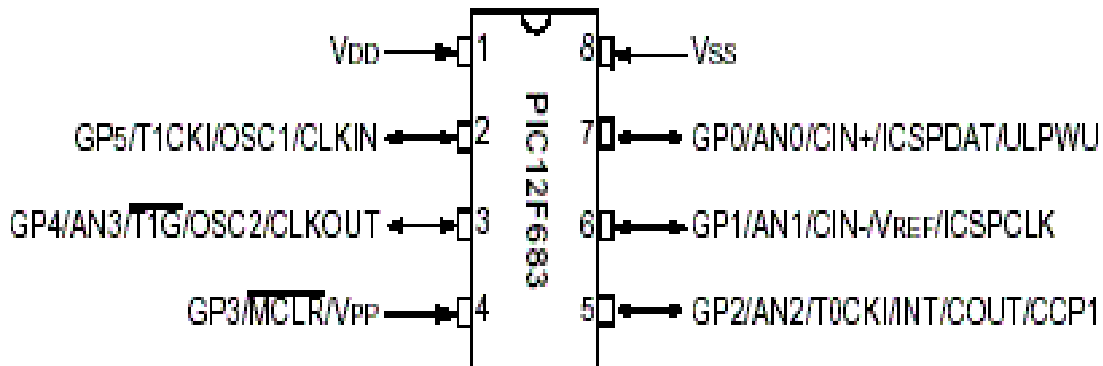 VDD 1 8 VSS
GP5/T1CKI/OSC1/CLKIN 2 7 GP0/AN0/CIN+/ICSPDAT/ULPWU
GP4/AN3/T1G/OSC2/CLKOUT 3 6 GP1/AN1/CIN-/VREF/ICSPCLK
GP3/MCLR/VPP 4 5 GP2/AN2/T0CKI/INT/COUT/CCP1
PIC12F683